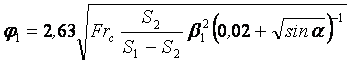 φ₁ = 2,63√(Fr_c S₂/(S₁ − S₂) β₁²(0,02 + √sin α)⁻¹)